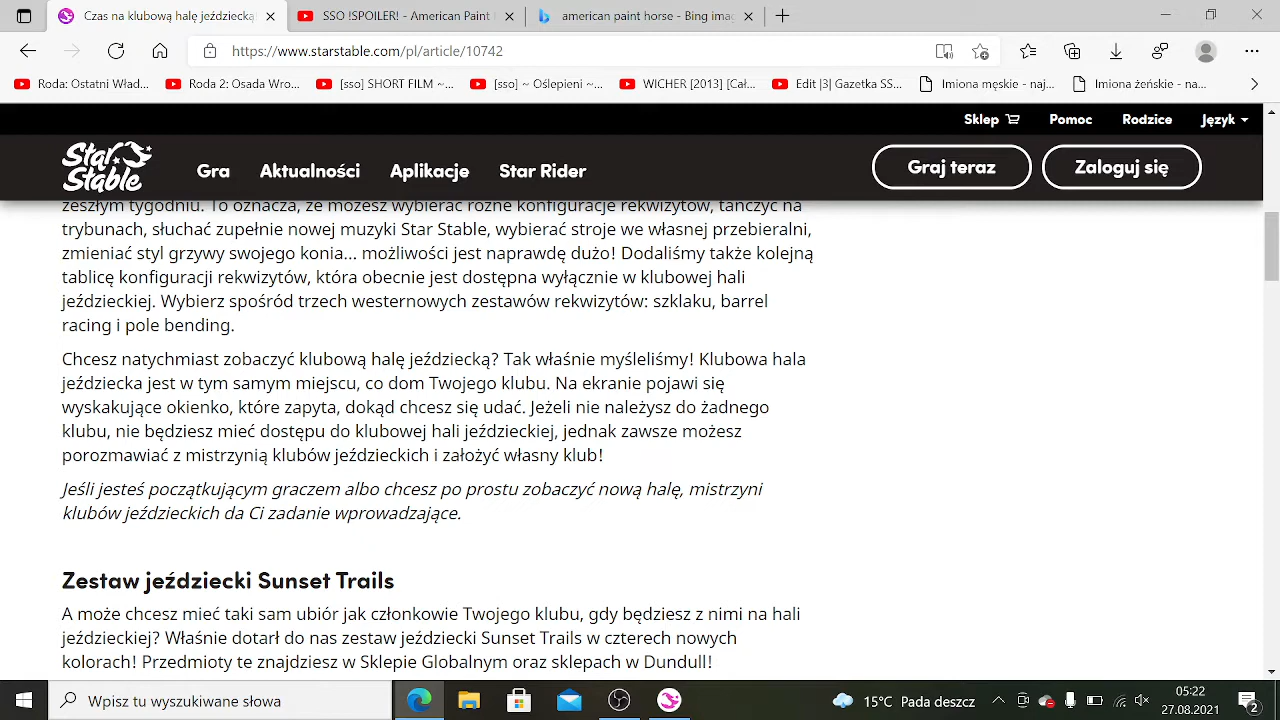 Czas na klubową halę jeździecką
SSO !SPOILER! - American Paint
american paint horse - Bing imag
https://www.starstable.com/pl/article/10742
Roda: Ostatni Wład...
Roda 2: Osada Wro...
[sso] SHORT FILM ~...
[sso] ~ Oślepieni ~...
WICHER [2013] [Cał...
Edit |3| Gazetka SS...
Imiona męskie - naj...
Imiona żeńskie - na...
Sklep
Pomoc
Rodzice
Język
Star Stable
Gra
Aktualności
Aplikacje
Star Rider
Graj teraz
Zaloguj się
zeszłym tygodniu. To oznacza, że możesz wybierać różne konfiguracje rekwizytów, tańczyć na
trybunach, słuchać zupełnie nowej muzyki Star Stable, wybierać stroje we własnej przebieralni,
zmieniać styl grzywy swojego konia... możliwości jest naprawdę dużo! Dodaliśmy także kolejną
tablicę konfiguracji rekwizytów, która obecnie jest dostępna wyłącznie w klubowej hali
jeździeckiej. Wybierz spośród trzech westernowych zestawów rekwizytów: szklaku, barrel
racing i pole bending.
Chcesz natychmiast zobaczyć klubową halę jeździecką? Tak właśnie myśleliśmy! Klubowa hala
jeździecka jest w tym samym miejscu, co dom Twojego klubu. Na ekranie pojawi się
wyskakujące okienko, które zapyta, dokąd chcesz się udać. Jeżeli nie należysz do żadnego
klubu, nie będziesz mieć dostępu do klubowej hali jeździeckiej, jednak zawsze możesz
porozmawiać z mistrzynią klubów jeździeckich i założyć własny klub!
Jeśli jesteś początkującym graczem albo chcesz po prostu zobaczyć nową halę, mistrzyni
klubów jeździeckich da Ci zadanie wprowadzające.
Zestaw jeździecki Sunset Trails
A może chcesz mieć taki sam ubiór jak członkowie Twojego klubu, gdy będziesz z nimi na hali
jeździeckiej? Właśnie dotarł do nas zestaw jeździecki Sunset Trails w czterech nowych
kolorach! Przedmioty te znajdziesz w Sklepie Globalnym oraz sklepach w Dundull!
Wpisz tu wyszukiwane słowa
15°C Pada deszcz
05:22
27.08.2021
2